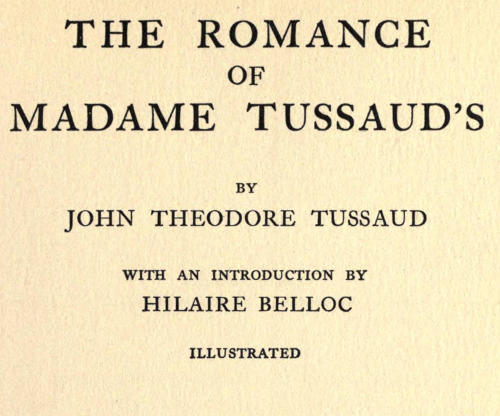 THE ROMANCE
OF
MADAME TUSSAUD'S
BY
JOHN THEODORE TUSSAUD
WITH AN INTRODUCTION BY
HILAIRE BELLOC
ILLUSTRATED